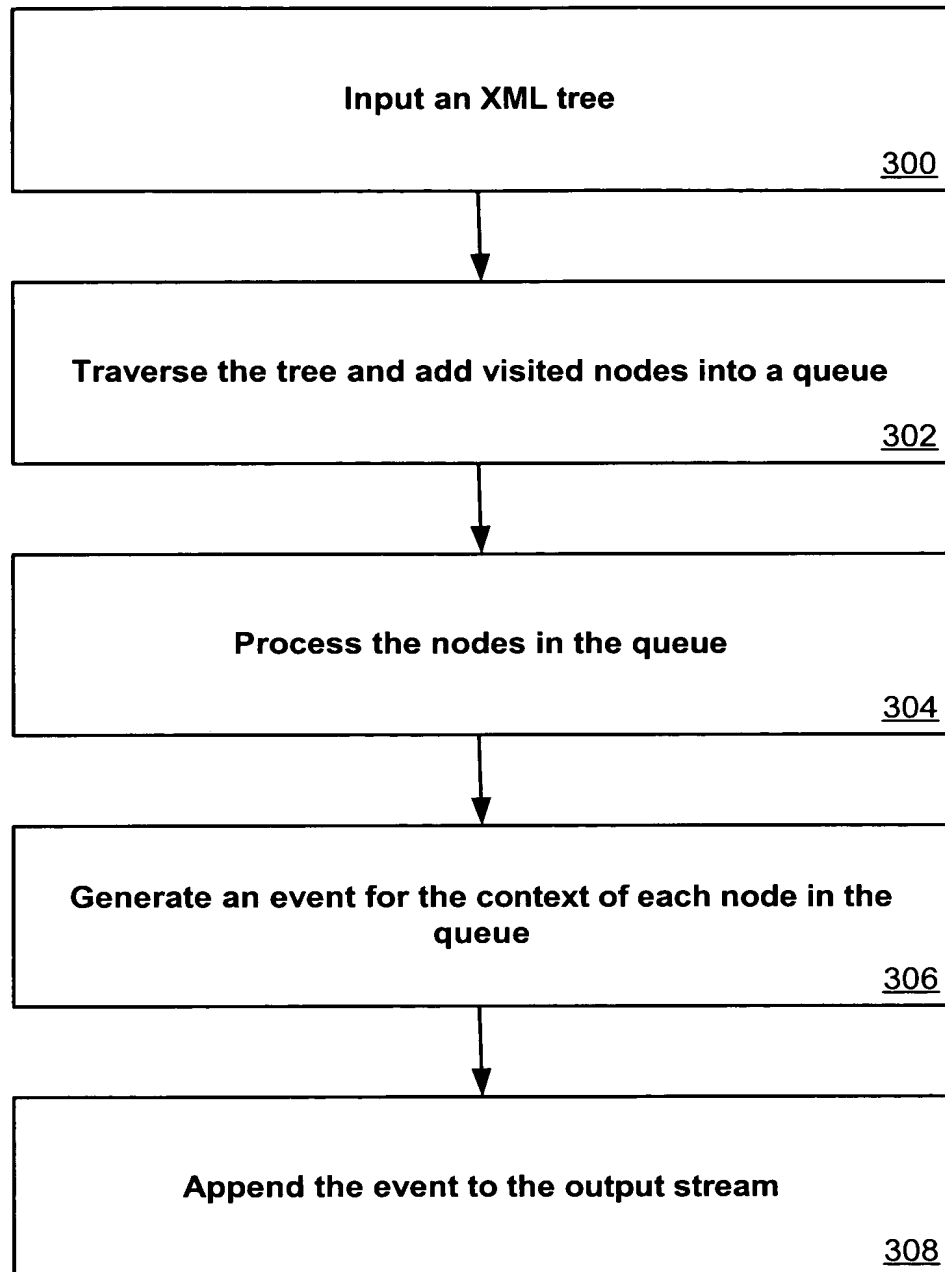 Input an XML tree
300
Traverse the tree and add visited nodes into a queue
302
Process the nodes in the queue
304
Generate an event for the context of each node in the
queue
306
Append the event to the output stream
308